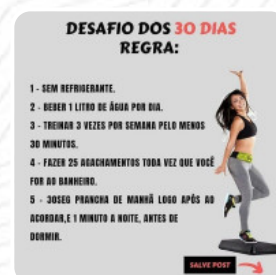 DESAFIO DOS 30 DIAS
REGRA:
1 - SEM REFRIGERANTE.
2 - BEBER 1 LITRO DE ÁGUA POR DIA.
3 - TREINAR 3 VEZES POR SEMANA PELO MENOS
30 MINUTOS.
4 - FAZER 25 AGACHAMENTOS TODA VEZ QUE VOCÊ
FOR AO BANHEIRO.
5 - 30SEG PRANCHA DE MANHÃ LOGO APÓS AO
ACORDAR,E 1 MINUTO A NOITE, ANTES DE
DORMIR.
SALVE POST